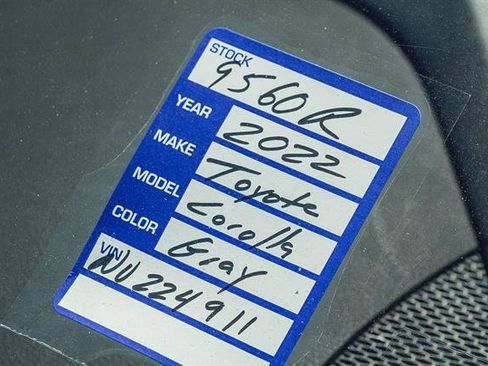 STOCK 9560R
YEAR 2022
MAKE Toyota
MODEL Corolla
COLOR Gray
VIN NU224911